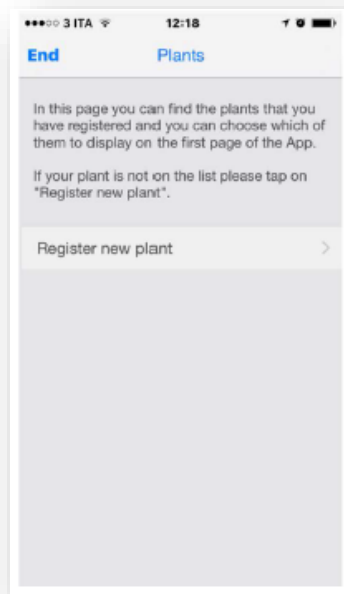 3 ITA 12:18
End Plants
In this page you can find the plants that you
have registered and you can choose which of
them to display on the first page of the App.
If your plant is not on the list please tap on
"Register new plant".
Register new plant